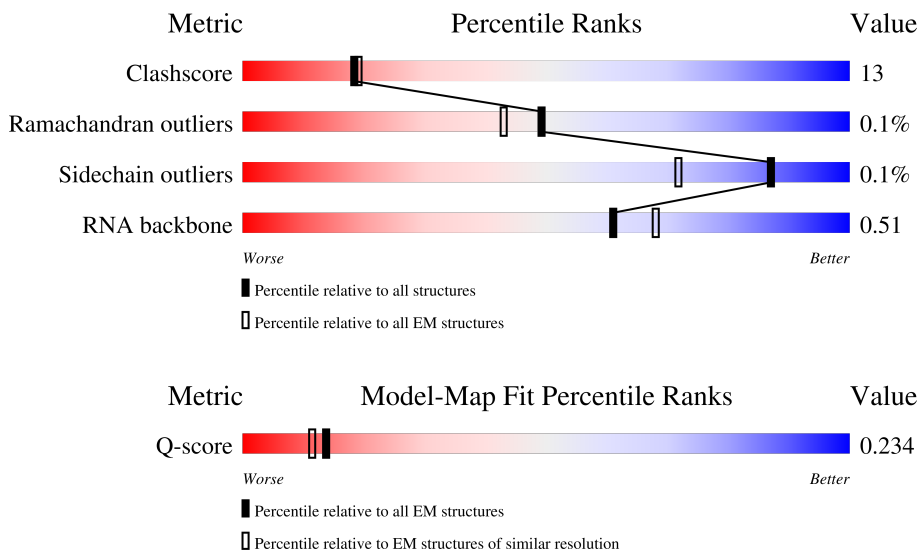 Metric Percentile Ranks Value
Clashscore 13
Ramachandran outliers 0.1%
Sidechain outliers 0.1%
RNA backbone 0.51
Worse Better
Percentile relative to all structures
Percentile relative to all EM structures
Metric Model-Map Fit Percentile Ranks Value
Q-score 0.234
Worse Better
Percentile relative to all EM structures
Percentile relative to EM structures of similar resolution